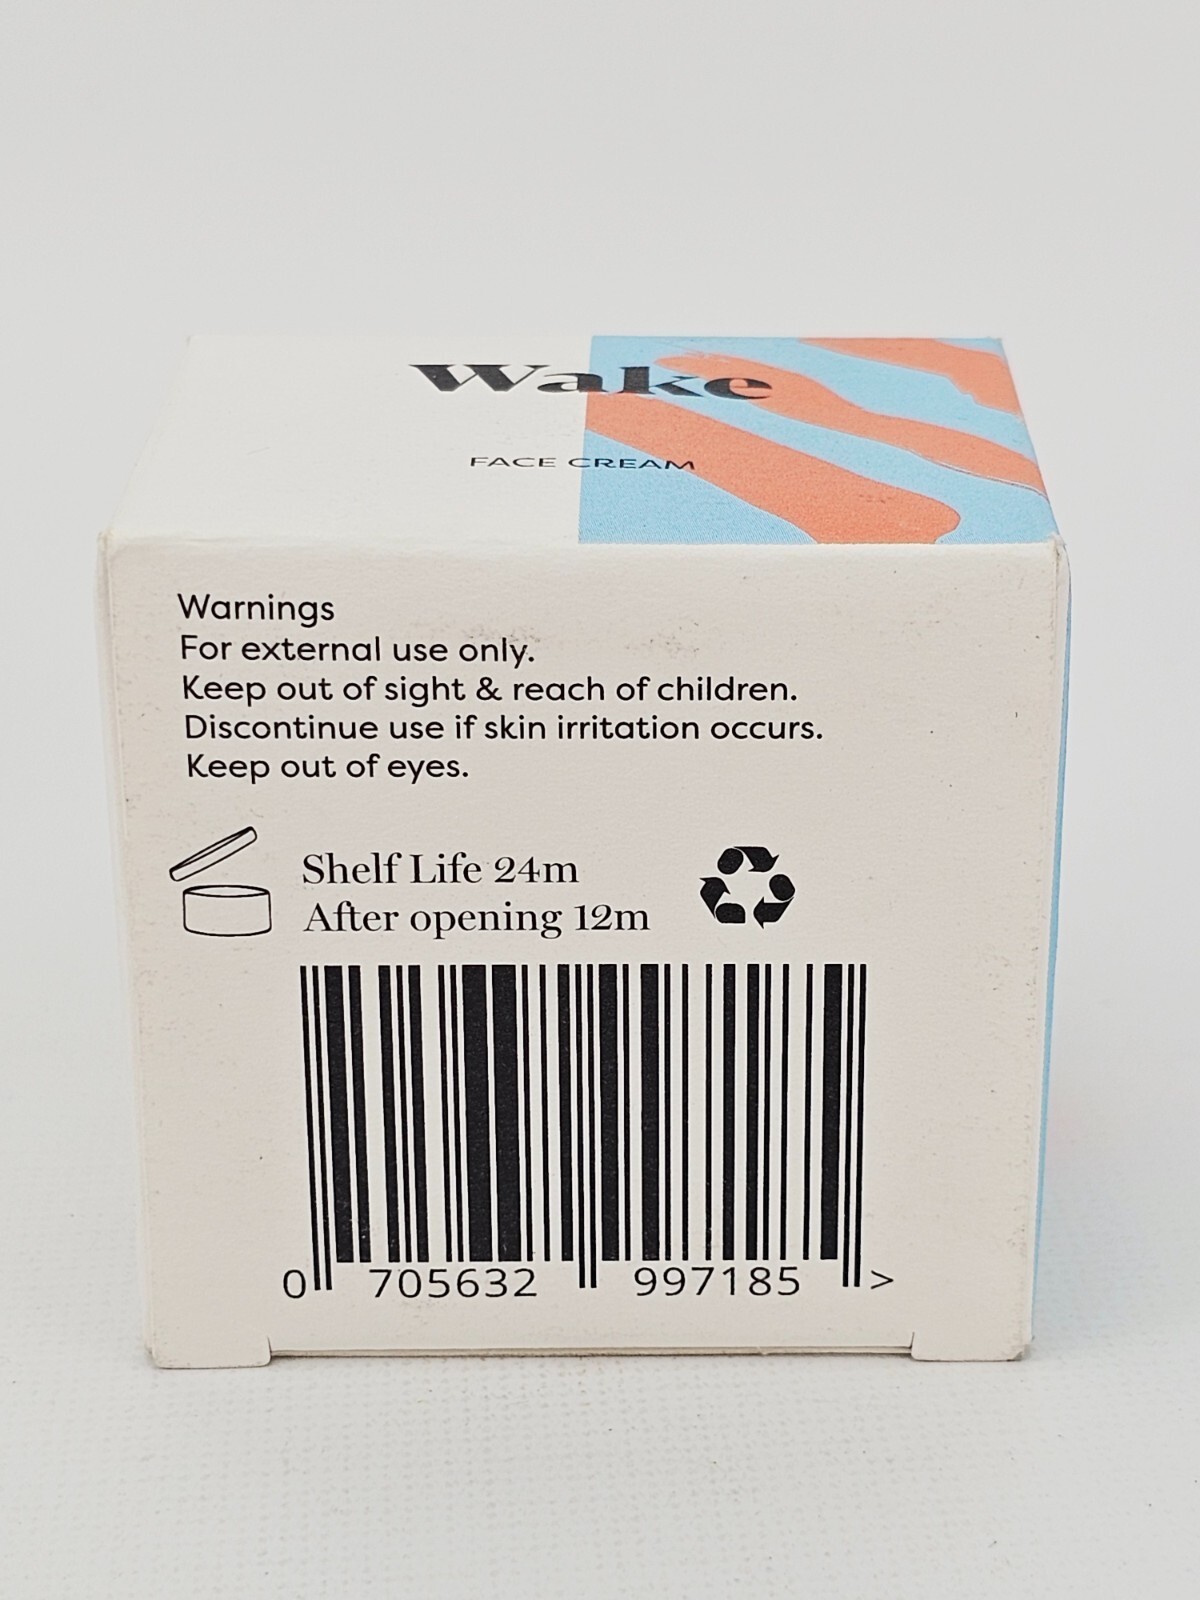 Wake
FACE CREAM
Warnings
For external use only.
Keep out of sight & reach of children.
Discontinue use if skin irritation occurs.
Keep out of eyes.
Shelf Life 24m
After opening 12m
0 705632 997185 >